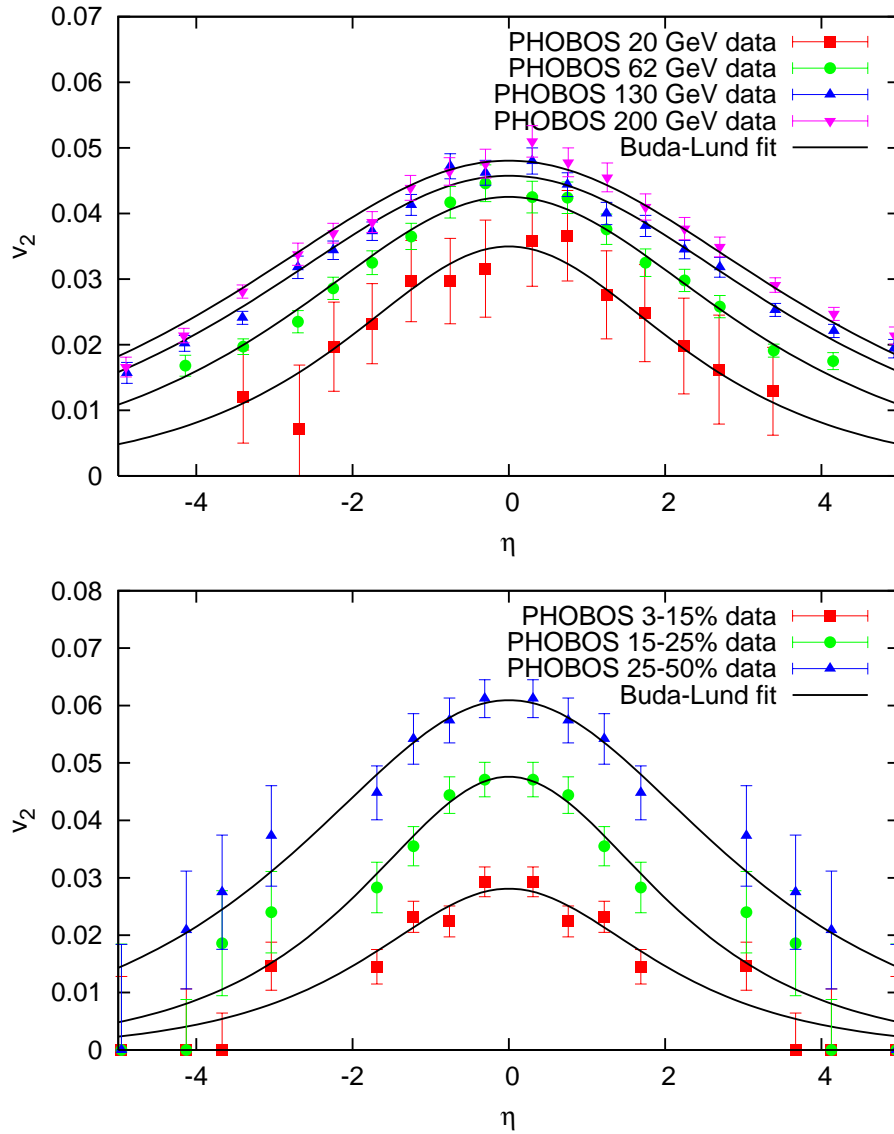 0.07
0.06
0.05
0.04
0.03
0.02
0.01
0
v2
-4 -2 0 2 4
η
PHOBOS 20 GeV data
PHOBOS 62 GeV data
PHOBOS 130 GeV data
PHOBOS 200 GeV data
Buda-Lund fit
0.08
0.07
0.06
0.05
0.04
0.03
0.02
0.01
0
v2
-4 -2 0 2 4
η
PHOBOS 3-15% data
PHOBOS 15-25% data
PHOBOS 25-50% data
Buda-Lund fit